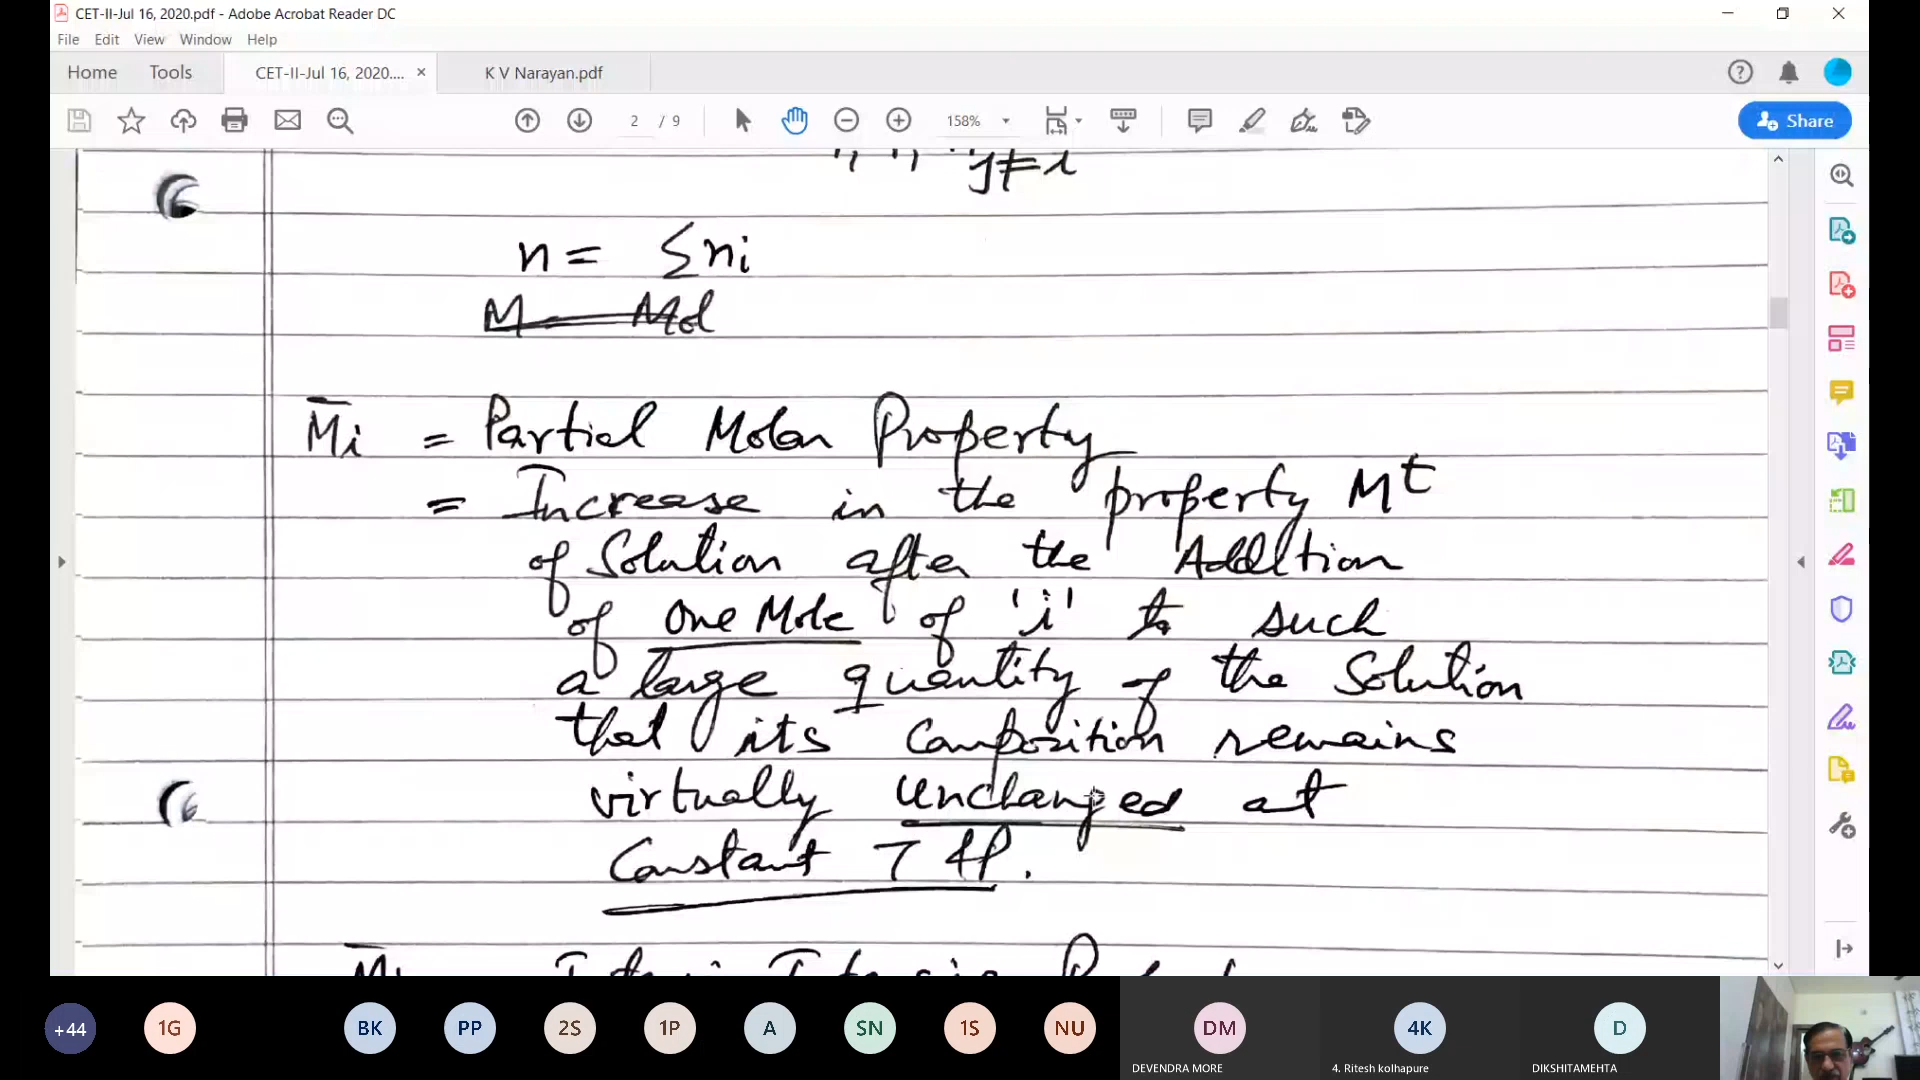 CET-II-Jul 16, 2020.pdf - Adobe Acrobat Reader DC
File Edit View Window Help
Home Tools CET-II-Jul 16, 2020.... × K V Narayan.pdf
2 / 9 158% Share
y≠i
n = Σni
M Mol
M̄i = Partial Molar Property
= Increase in the property Mt
of Solution after the Addition
of One Mole of 'i' to such
a large quantity of the Solution
that its Composition remains
virtually unchanged at
Constant T & P.
+44 1G BK PP 2S 1P A SN 1S NU DM 4K D
DEVENDRA MORE 4. Ritesh kolhapure DIKSHITAMEHTA